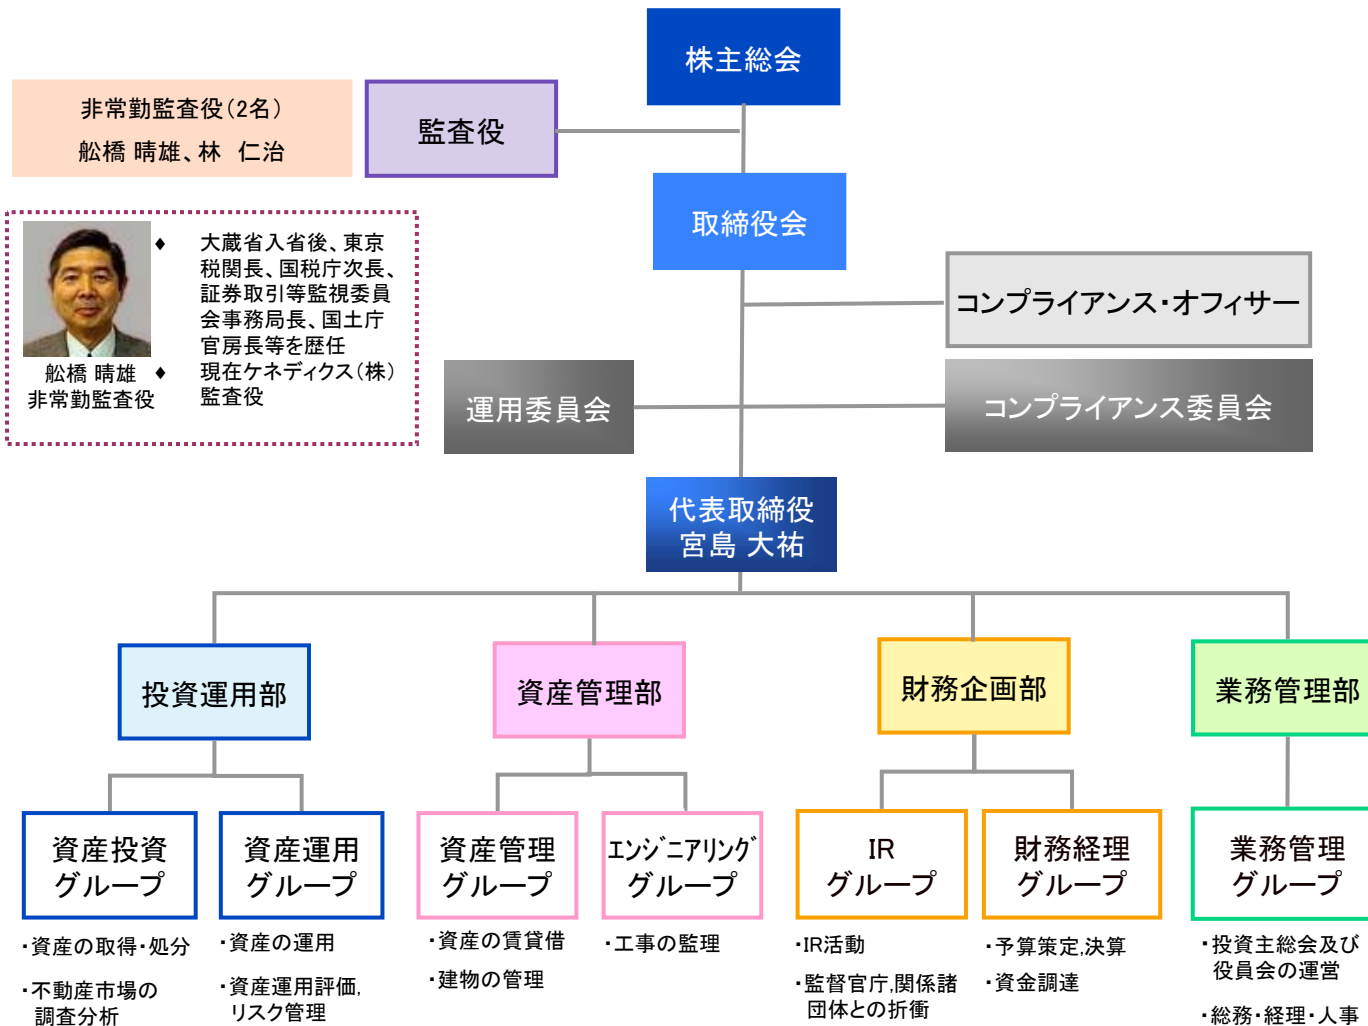 株主総会
非常勤監査役(2名)
舩橋 晴雄、林 仁治
監査役
取締役会
♦ 大蔵省入省後、東京
税関長、国税庁次長、
証券取引等監視委員
会事務局長、国土庁
官房長等を歴任
♦ 現在ケネディクス(株)
監査役
舩橋 晴雄
非常勤監査役
コンプライアンス・オフィサー
運用委員会
コンプライアンス委員会
代表取締役
宮島 大祐
投資運用部
資産管理部
財務企画部
業務管理部
資産投資
グループ
資産運用
グループ
資産管理
グループ
エンジニアリング
グループ
IR
グループ
財務経理
グループ
業務管理
グループ
・資産の取得・処分
・不動産市場の
調査分析
・資産の運用
・資産運用評価,
リスク管理
・資産の賃貸借
・建物の管理
・工事の監理
・IR活動
・監督官庁,関係諸
団体との折衝
・予算策定,決算
・資金調達
・投資主総会及び
役員会の運営
・総務・経理・人事